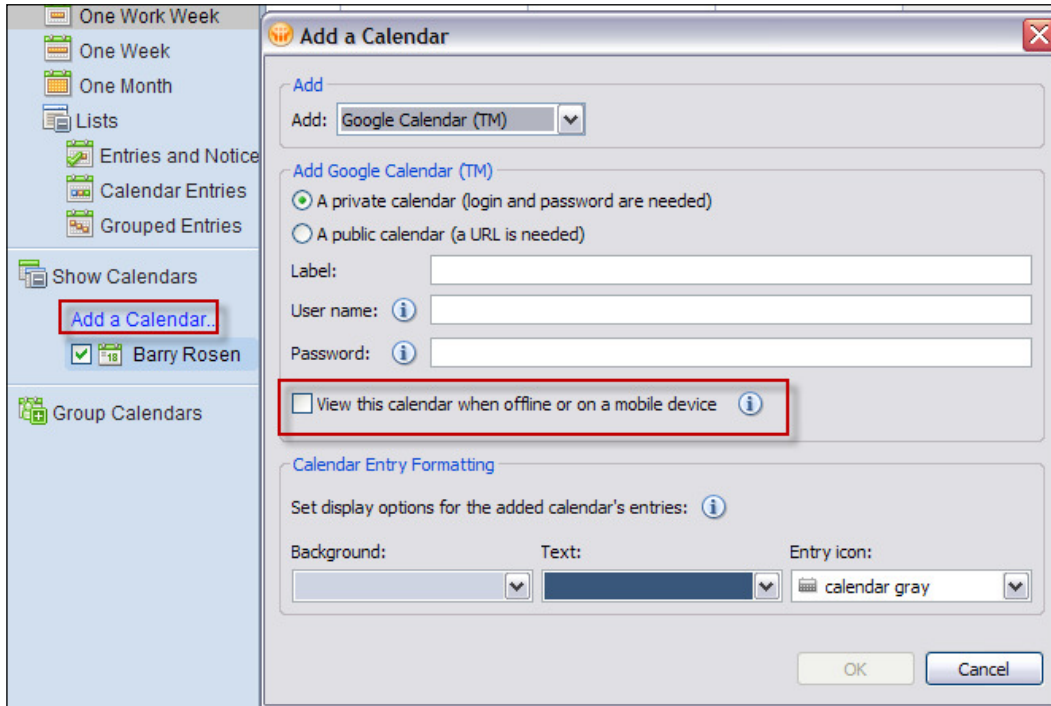 One Work Week
One Week
One Month
Lists
Entries and Notice
Calendar Entries
Grouped Entries
Show Calendars
Add a Calendar..
18 Barry Rosen
Group Calendars
Add a Calendar
Add
Add: Google Calendar (TM)
Add Google Calendar (TM)
A private calendar (login and password are needed)
A public calendar (a URL is needed)
Label:
User name:
Password:
View this calendar when offline or on a mobile device
Calendar Entry Formatting
Set display options for the added calendar's entries:
Background: Text: Entry icon:
calendar gray
OK Cancel